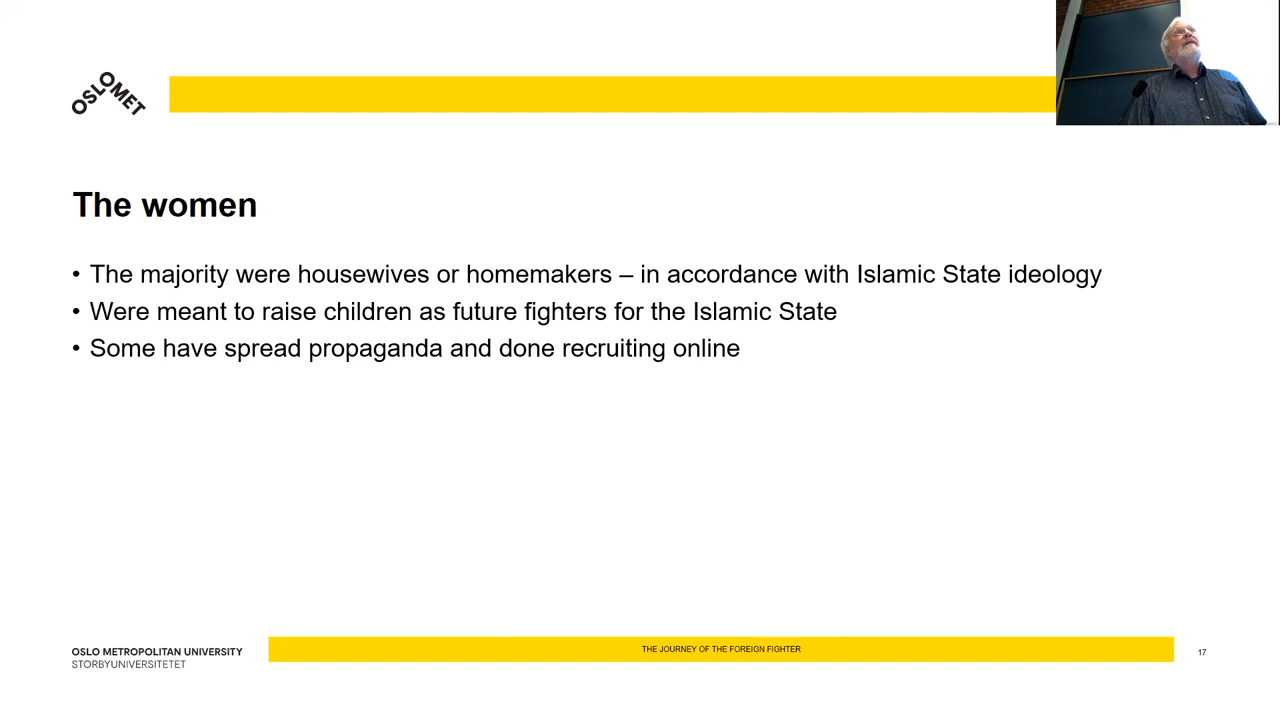 OSLOMET
The women
• The majority were housewives or homemakers – in accordance with Islamic State ideology
• Were meant to raise children as future fighters for the Islamic State
• Some have spread propaganda and done recruiting online
OSLO METROPOLITAN UNIVERSITY
STORBYUNIVERSITETET
THE JOURNEY OF THE FOREIGN FIGHTER
17